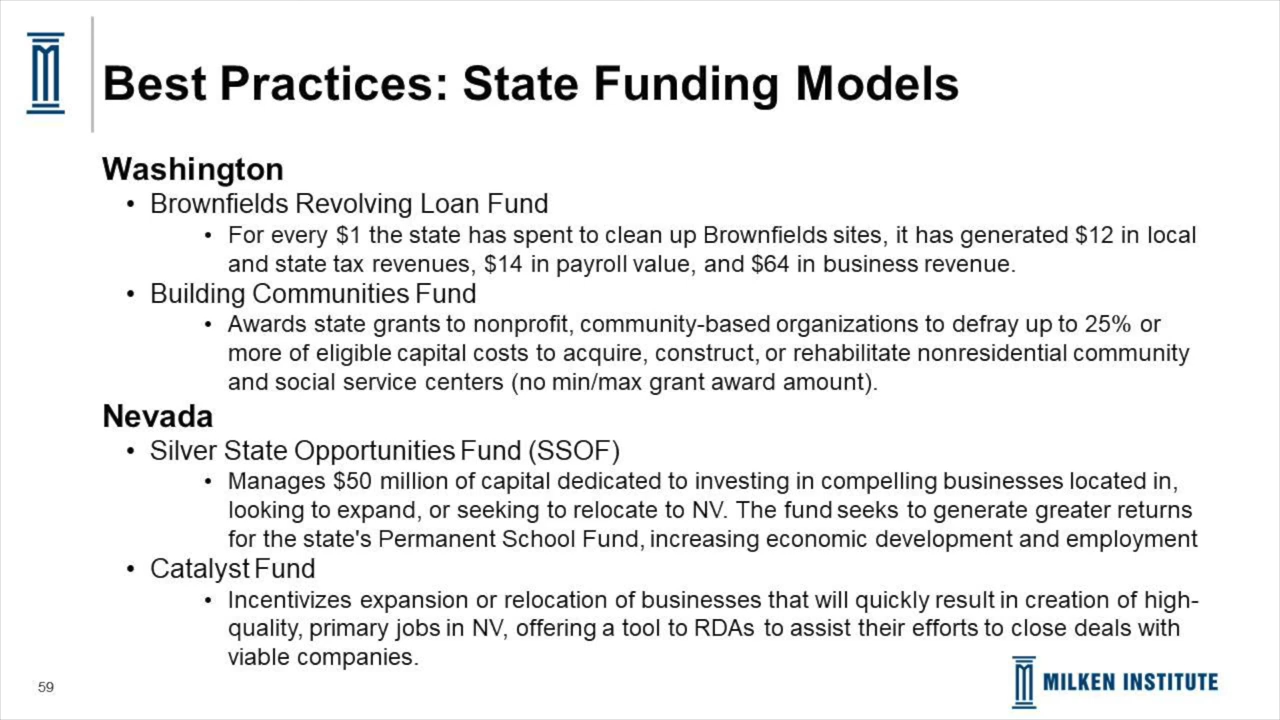 Best Practices: State Funding Models
Washington
• Brownfields Revolving Loan Fund
• For every $1 the state has spent to clean up Brownfields sites, it has generated $12 in local
and state tax revenues, $14 in payroll value, and $64 in business revenue.
• Building Communities Fund
• Awards state grants to nonprofit, community-based organizations to defray up to 25% or
more of eligible capital costs to acquire, construct, or rehabilitate nonresidential community
and social service centers (no min/max grant award amount).
Nevada
• Silver State Opportunities Fund (SSOF)
• Manages $50 million of capital dedicated to investing in compelling businesses located in,
looking to expand, or seeking to relocate to NV. The fund seeks to generate greater returns
for the state's Permanent School Fund, increasing economic development and employment
• Catalyst Fund
• Incentivizes expansion or relocation of businesses that will quickly result in creation of high-
quality, primary jobs in NV, offering a tool to RDAs to assist their efforts to close deals with
viable companies.
59
MILKEN INSTITUTE